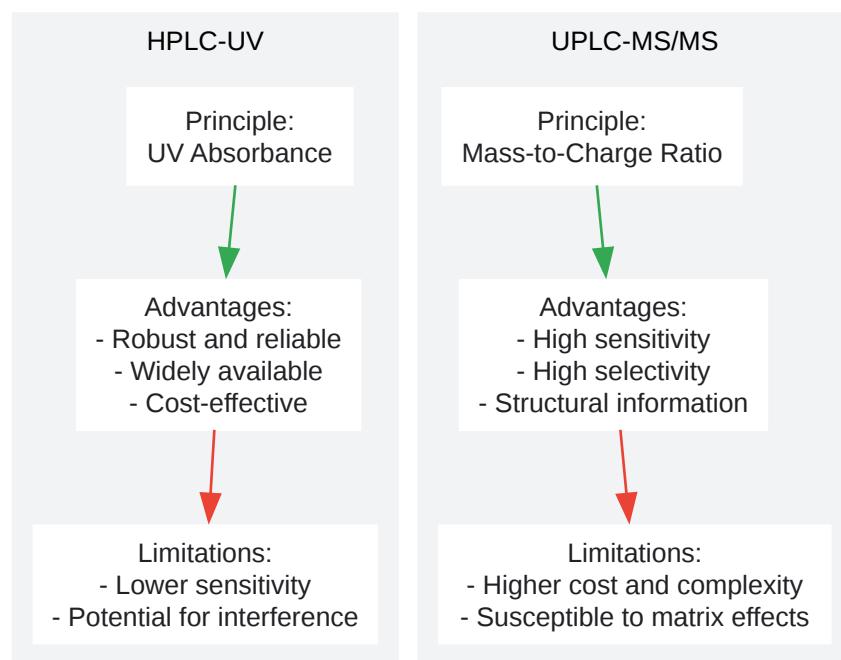 HPLC-UV
Principle:
UV Absorbance
Advantages:
- Robust and reliable
- Widely available
- Cost-effective
Limitations:
- Lower sensitivity
- Potential for interference
UPLC-MS/MS
Principle:
Mass-to-Charge Ratio
Advantages:
- High sensitivity
- High selectivity
- Structural information
Limitations:
- Higher cost and complexity
- Susceptible to matrix effects